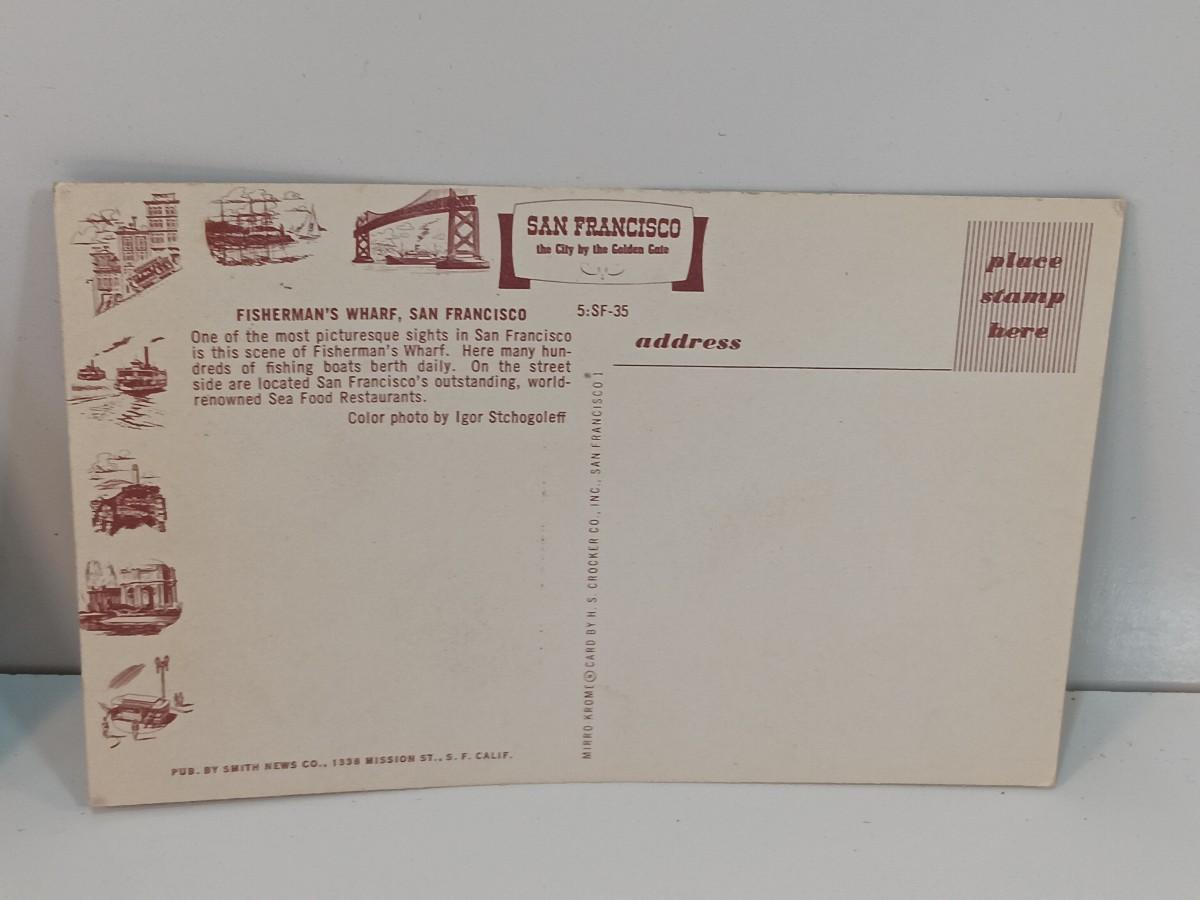 SAN FRANCISCO
the City by the Golden Gate
place
stamp
here
FISHERMAN'S WHARF, SAN FRANCISCO
5:SF-35
One of the most picturesque sights in San Francisco
is this scene of Fisherman's Wharf. Here many hun-
dreds of fishing boats berth daily. On the street
side are located San Francisco's outstanding, world-
renowned Sea Food Restaurants.
Color photo by Igor Stchogoleff
address
MIRRO KROME ® CARD BY H. S. CROCKER CO., INC., SAN FRANCISCO 1
PUB. BY SMITH NEWS CO., 1338 MISSION ST., S. F. CALIF.